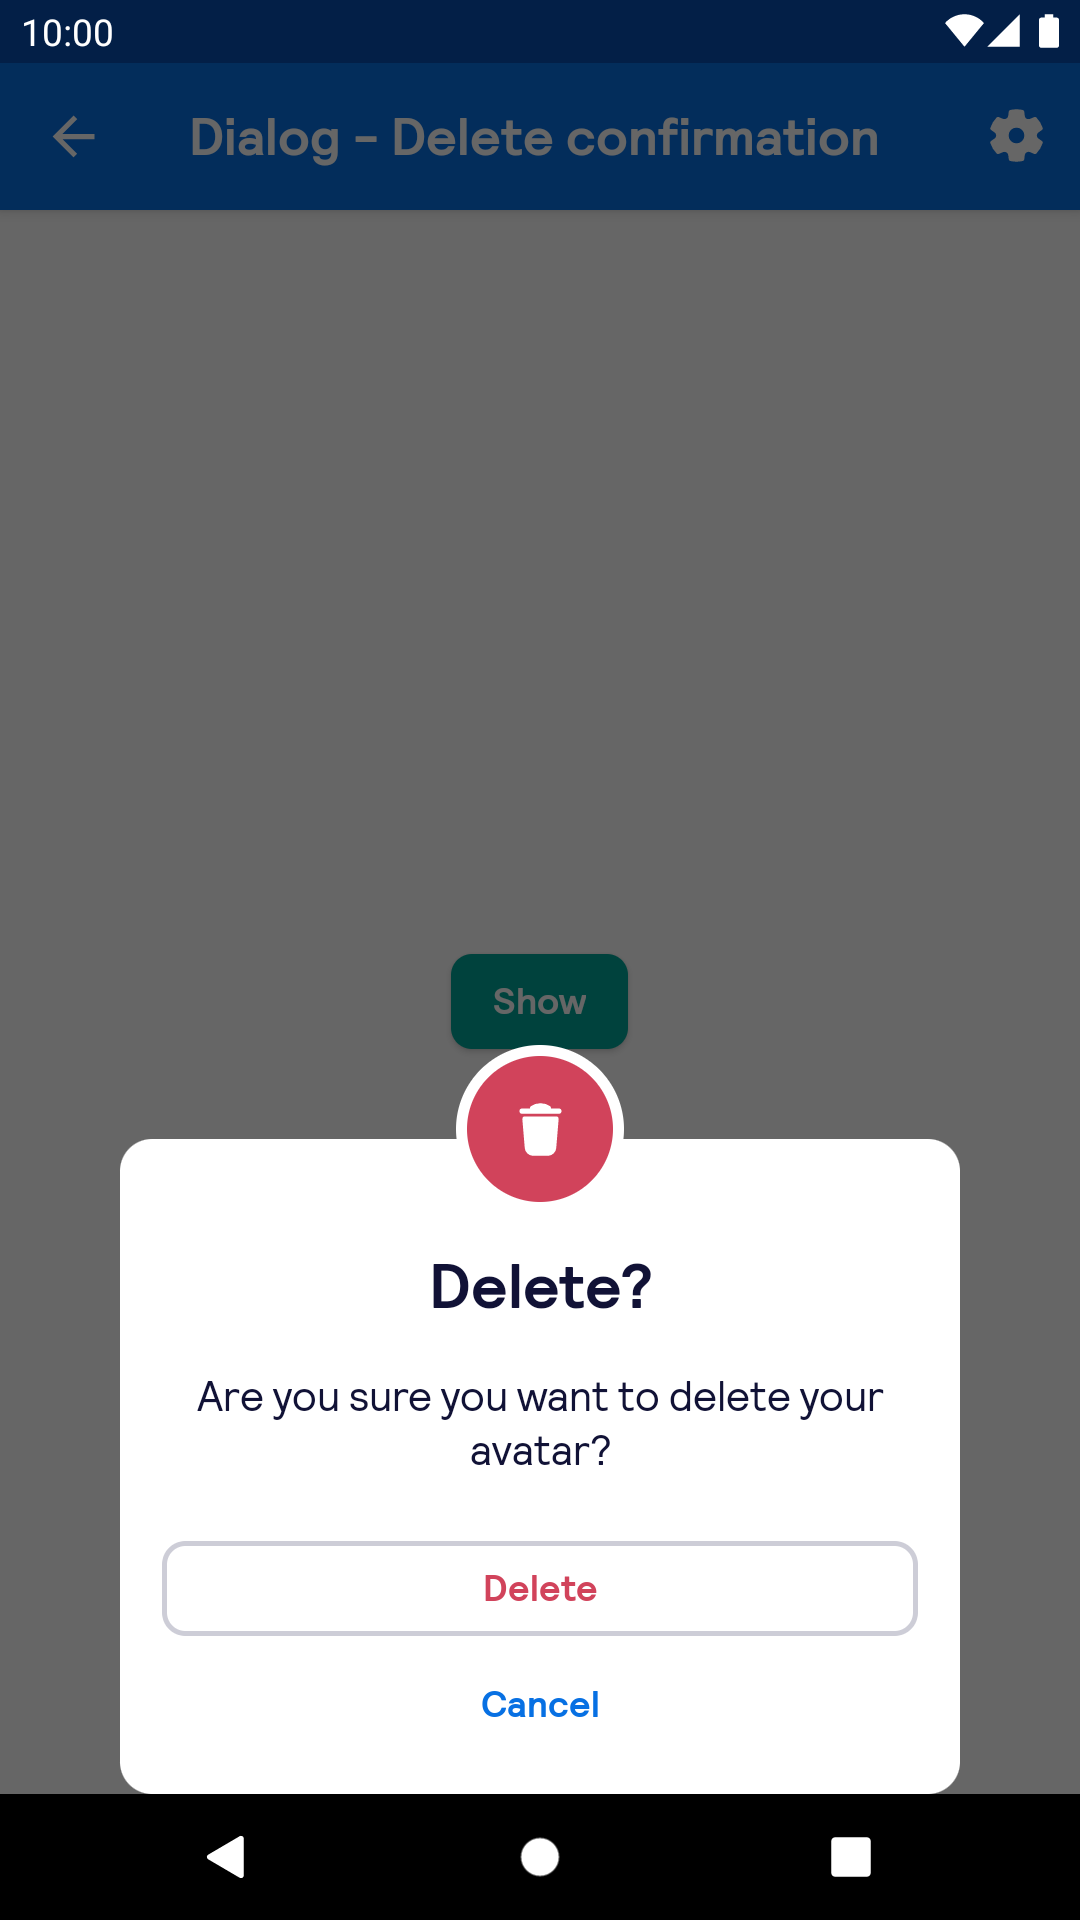 10:00
Dialog - Delete confirmation
Show
Delete?
Are you sure you want to delete your
avatar?
Delete
Cancel